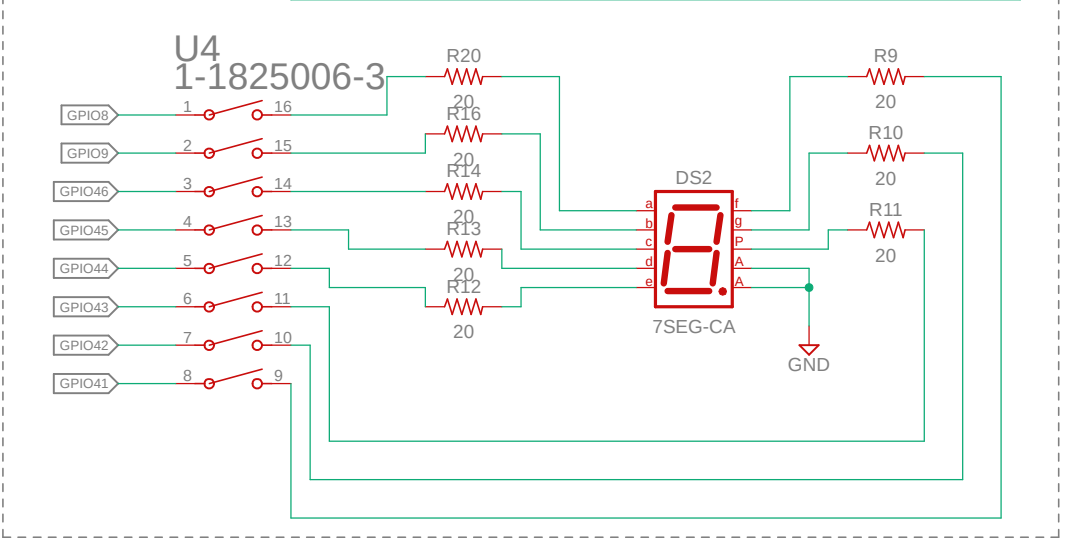 U4
1-1825006-3
GPIO8 1 16
GPIO9 2 15
GPIO46 3 14
GPIO45 4 13
GPIO44 5 12
GPIO43 6 11
GPIO42 7 10
GPIO41 8 9
R20
20
R16
20
R14
20
R13
20
R12
20
DS2
a f
b g
c P
d A
e A
7SEG-CA
GND
R9
20
R10
20
R11
20